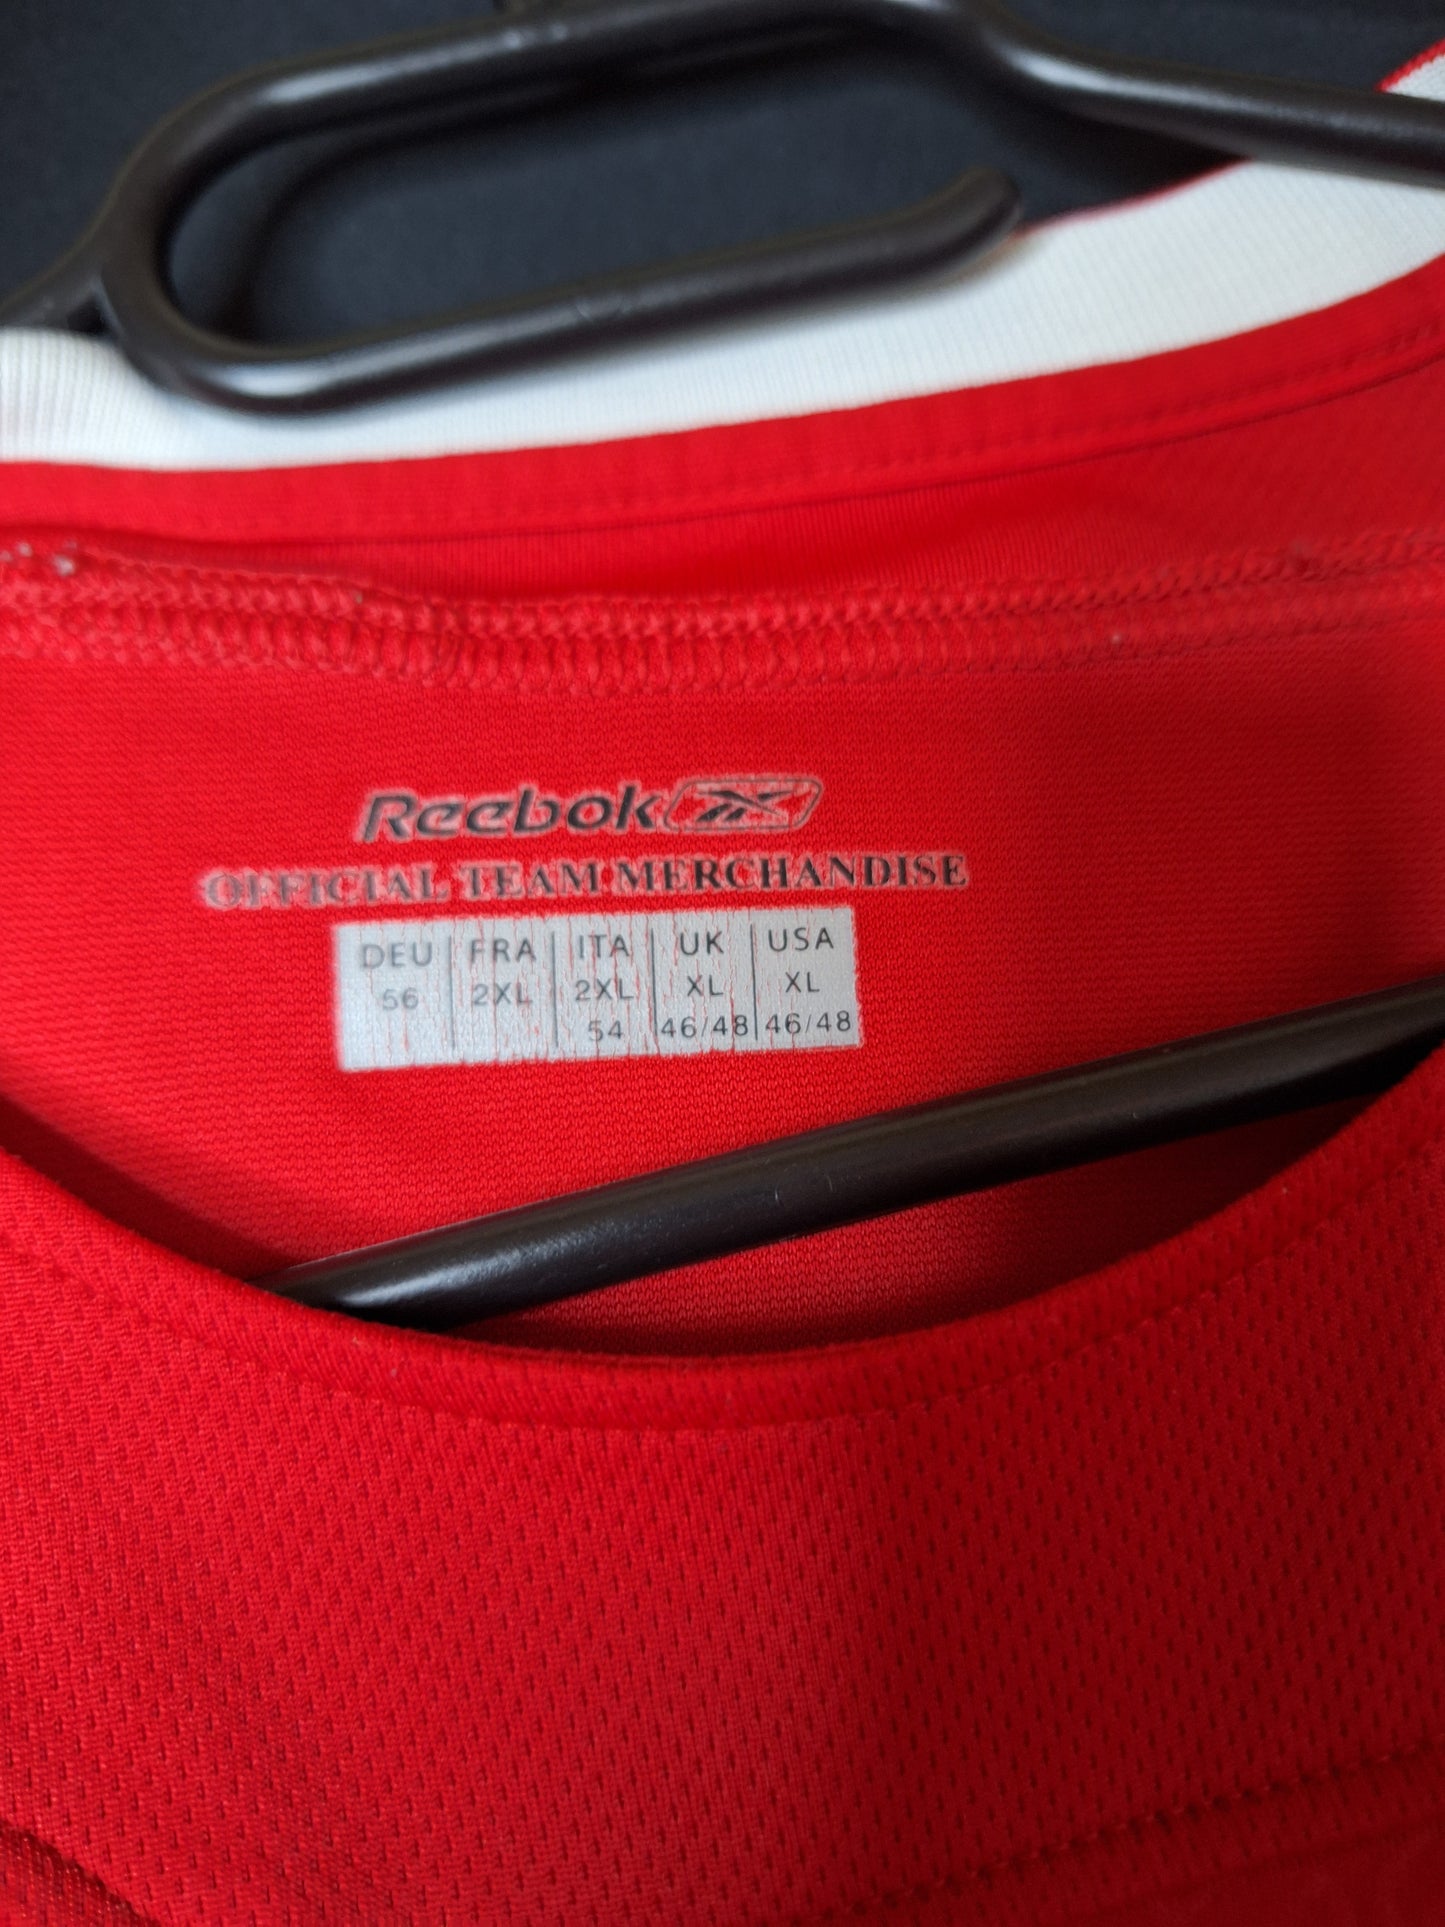 Reebok
OFFICIAL TEAM MERCHANDISE
DEU FRA ITA UK USA
56 2XL 2XL XL XL
54 46/48 46/48